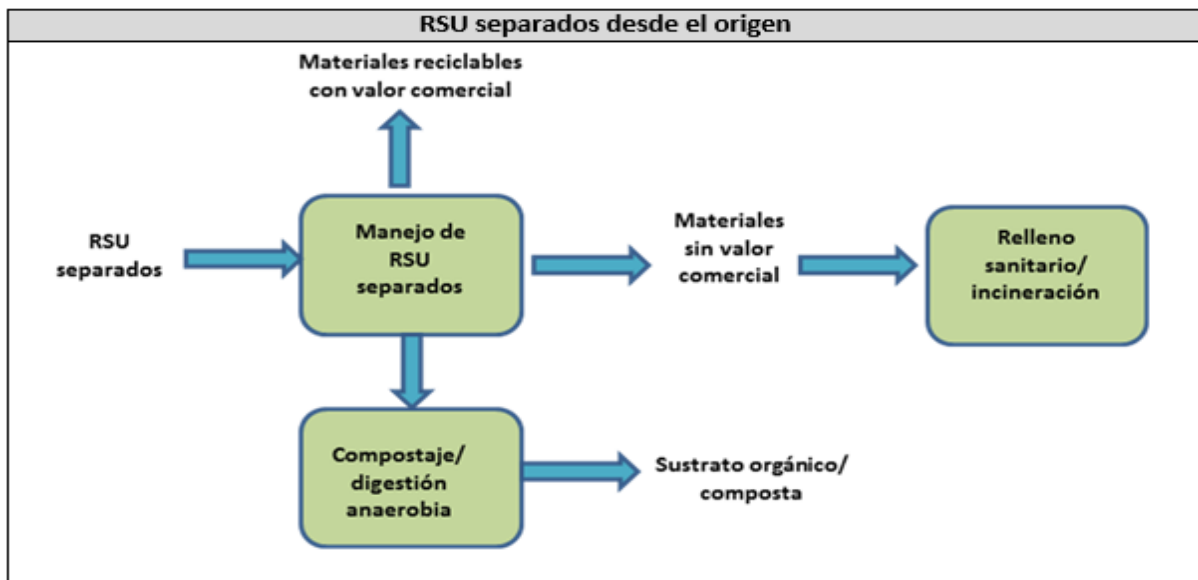 RSU separados desde el origen
Materiales reciclables
con valor comercial
RSU
separados
Manejo de
RSU
separados
Materiales
sin valor
comercial
Relleno
sanitario/
incineración
Compostaje/
digestión
anaerobia
Sustrato orgánico/
composta